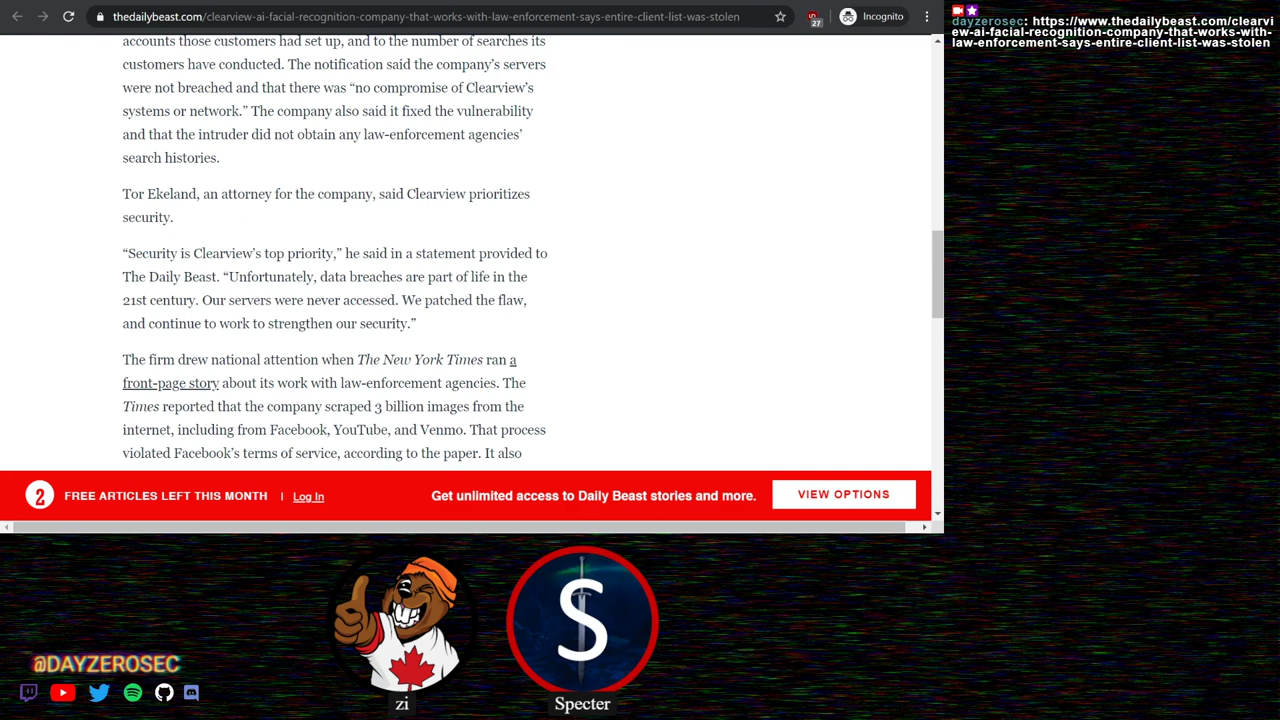 thedailybeast.com/clearview-ai-facial-recognition-company-that-works-with-law-enforcement-says-entire-client-list-was-stolen
27
Incognito
dayzerosec: https://www.thedailybeast.com/clearvi
ew-ai-facial-recognition-company-that-works-with-
law-enforcement-says-entire-client-list-was-stolen
accounts those customers had set up, and to the number of searches its
customers have conducted. The notification said the company’s servers
were not breached and that there was “no compromise of Clearview’s
systems or network.” The company also said it fixed the vulnerability
and that the intruder did not obtain any law-enforcement agencies’
search histories.
Tor Ekeland, an attorney for the company, said Clearview prioritizes
security.
“Security is Clearview’s top priority,” he said in a statement provided to
The Daily Beast. “Unfortunately, data breaches are part of life in the
21st century. Our servers were never accessed. We patched the flaw,
and continue to work to strengthen our security.”
The firm drew national attention when The New York Times ran a
front-page story about its work with law-enforcement agencies. The
Times reported that the company scraped 3 billion images from the
internet, including from Facebook, YouTube, and Venmo. That process
violated Facebook’s terms of service, according to the paper. It also
2 FREE ARTICLES LEFT THIS MONTH | Log In
Get unlimited access to Daily Beast stories and more.
VIEW OPTIONS
S
@DAYZEROSEC
zi
Specter